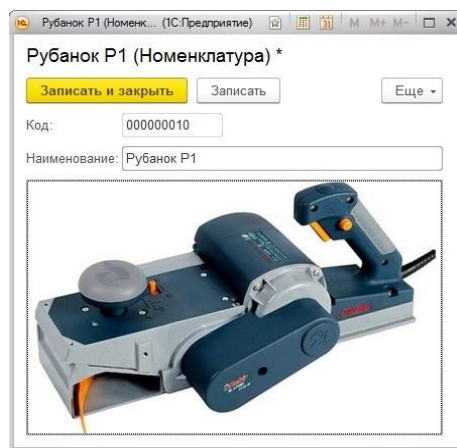 Рубанок Р1 (Номенк... (1С:Предприятие) M M+ M-
Рубанок Р1 (Номенклатура) *
Записать и закрыть Записать Еще
Код: 000000010
Наименование: Рубанок Р1